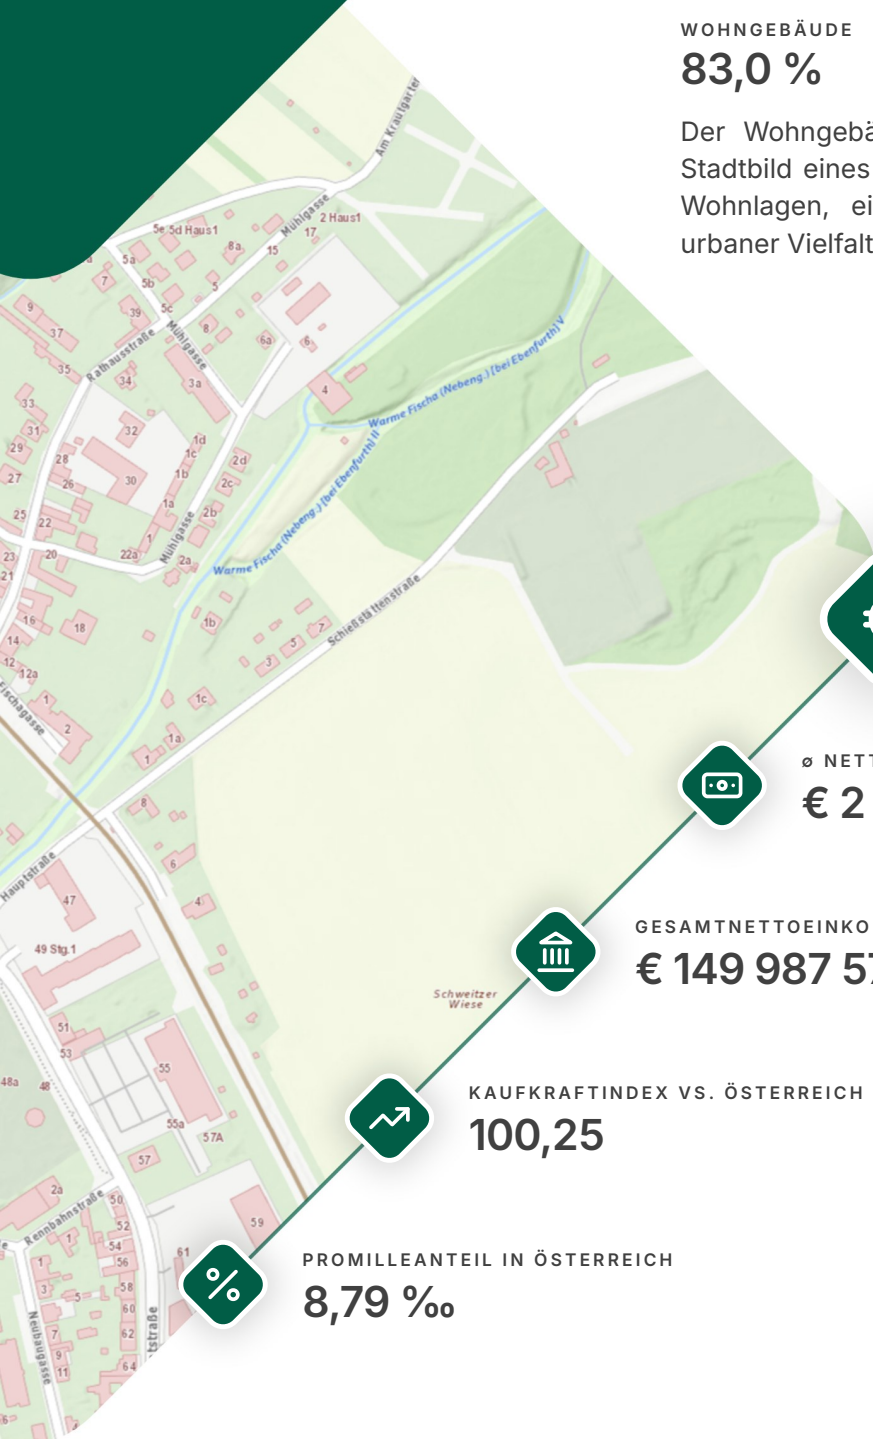 WOHNGEBÄUDE
83,0 %
Der Wohngebä
Stadtbild eines
Wohnlagen, ei
urbaner Vielfalt
Am Krautgarten
Mühlgasse
2 Haus1
17
15
5e 5d Haus1
8a
5a
7
5b
5
5c
39
8
9
37
Rathausstraße
Mühlgasse
6a
6
35
34
3a
4
33
31
32
29
28
27
26
30
1d
1c
1b
1a
2d
2c
2b
25
22
1
23
20
22a
2a
21
Mühlgasse
Warme Fischa (Nebeng.) [bei Ebenfurth] V
Warme Fischa (Nebeng.) [bei Ebenfurth] II
16
14
18
1b
3
5
7
Schießstättenstraße
12
12a
1
Fischagasse
2
1c
1a
1
8
6
4
Hauptstraße
47
49 Stg.1
ø NETT
€ 2
GESAMTNETTOEINKO
€ 149 987 57
Schweitzer
Wiese
51
53
48a
48
55
55a
57A
57
KAUFKRAFTINDEX VS. ÖSTERREICH
100,25
2a
Rennbahnstraße
50
52
54
56
58
60
62
64
59
61
1
1
3
5
7
9
11
Neubaugasse
tstraße
6
PROMILLEANTEIL IN ÖSTERREICH
8,79 ‰